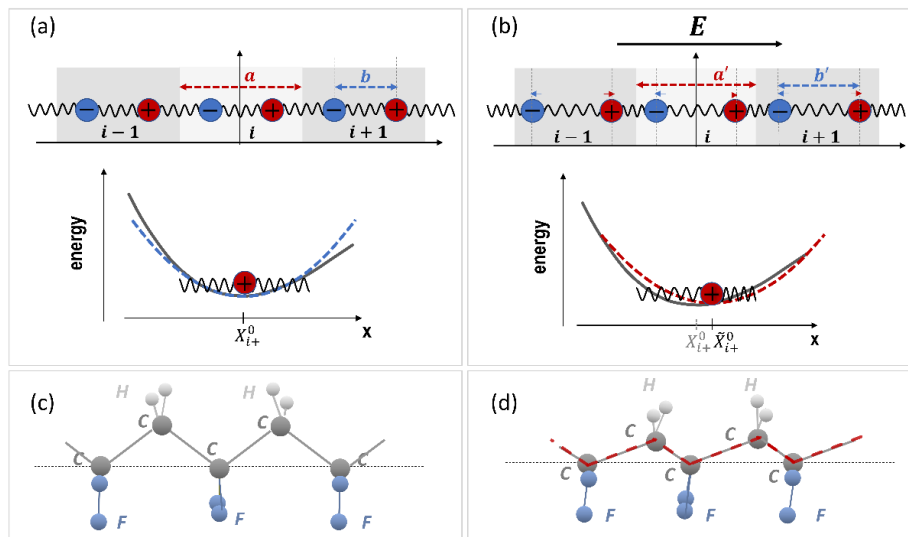 (a)
a
b
− + − + − +
i − 1
i
i + 1
energy
+
X⁰ᵢ₊
x
(b)
E
a′
b′
− + − + − +
i − 1
i
i + 1
energy
+
X⁰ᵢ₊ X̃⁰ᵢ₊
x
(c)
H H
C C
C C C
F F F
(d)
H H
C C
C C C
F F F